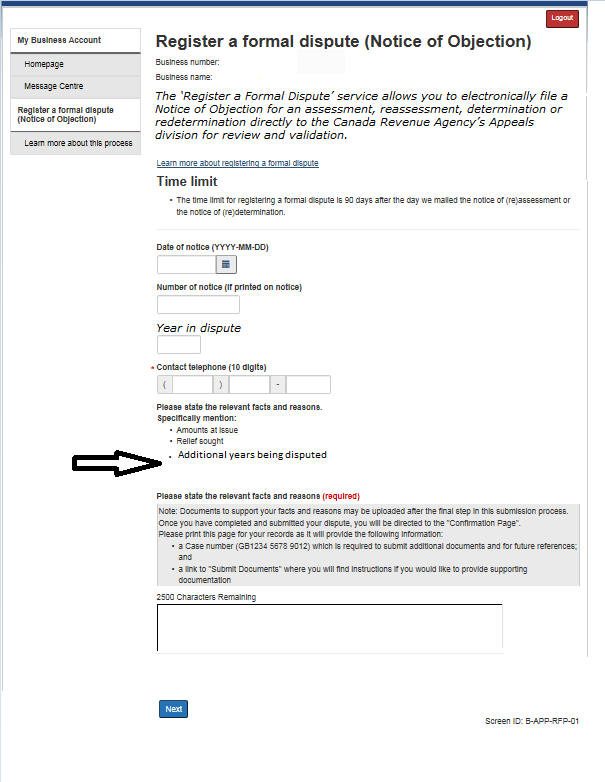 Logout
My Business Account
Homepage
Message Centre
Register a formal dispute
(Notice of Objection)
Learn more about this process
Register a formal dispute (Notice of Objection)
Business number:
Business name:
The ‘Register a Formal Dispute’ service allows you to electronically file a
Notice of Objection for an assessment, reassessment, determination or
redetermination directly to the Canada Revenue Agency’s Appeals
division for review and validation.
Learn more about registering a formal dispute
Time limit
• The time limit for registering a formal dispute is 90 days after the day we mailed the notice of (re)assessment or
the notice of (re)determination.
Date of notice (YYYY-MM-DD)
Number of notice (if printed on notice)
Year in dispute
* Contact telephone (10 digits)
( ) -
Please state the relevant facts and reasons.
Specifically mention:
• Amounts at issue
• Relief sought
• Additional years being disputed
Please state the relevant facts and reasons (required)
Note: Documents to support your facts and reasons may be uploaded after the final step in this submission process.
Once you have completed and submitted your dispute, you will be directed to the "Confirmation Page".
Please print this page for your records as it will provide the following information:
• a Case number (GB1234 5678 9012) which is required to submit additional documents and for future references;
and
• a link to "Submit Documents" where you will find instructions if you would like to provide supporting
documentation
2500 Characters Remaining
Next
Screen ID: B-APP-RFP-01